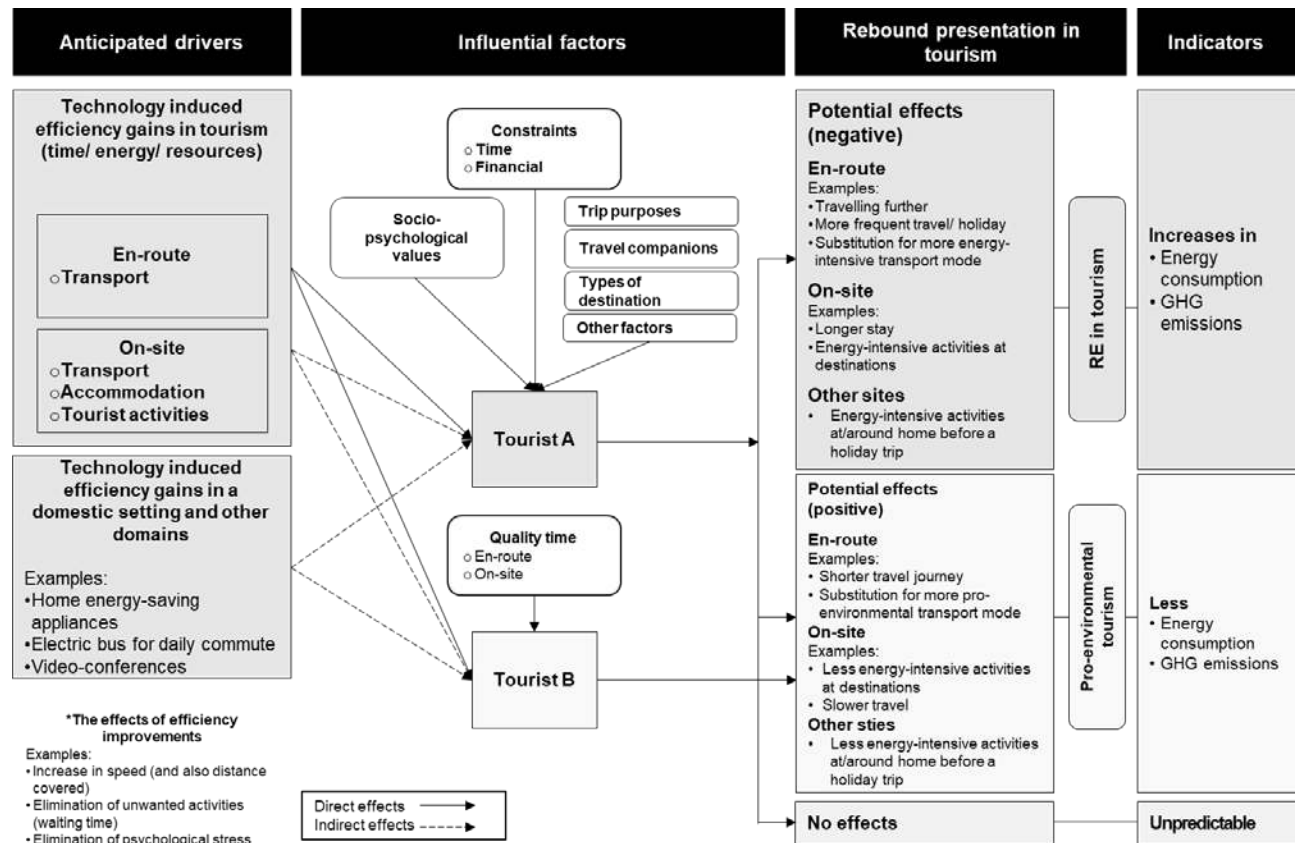 Anticipated drivers
Influential factors
Rebound presentation in
tourism
Indicators
Technology induced
efficiency gains in tourism
(time/ energy/ resources)
En-route
o Transport
On-site
o Transport
o Accommodation
o Tourist activities
Technology induced
efficiency gains in a
domestic setting and other
domains
Examples:
•Home energy-saving
appliances
•Electric bus for daily commute
•Video-conferences
*The effects of efficiency
improvements
Examples:
•Increase in speed (and also distance
covered)
•Elimination of unwanted activities
(waiting time)
•Elimination of psychological stress
Constraints
o Time
o Financial
Socio-
psychological
values
Trip purposes
Travel companions
Types of
destination
Other factors
Tourist A
Quality time
o En-route
o On-site
Tourist B
Direct effects
Indirect effects
Potential effects
(negative)
En-route
Examples:
•Travelling further
•More frequent travel/ holiday
•Substitution for more energy-
intensive transport mode
On-site
Examples:
•Longer stay
•Energy-intensive activities at
destinations
Other sites
• Energy-intensive activities
at/around home before a
holiday trip
Potential effects
(positive)
En-route
Examples:
• Shorter travel journey
• Substitution for more pro-
environmental transport mode
On-site
Examples:
• Less energy-intensive activities
at destinations
• Slower travel
Other sties
• Less energy-intensive activities
at/around home before a
holiday trip
No effects
RE in tourism
Pro-environmental
tourism
Increases in
• Energy
consumption
• GHG
emissions
Less
• Energy
consumption
• GHG emissions
Unpredictable